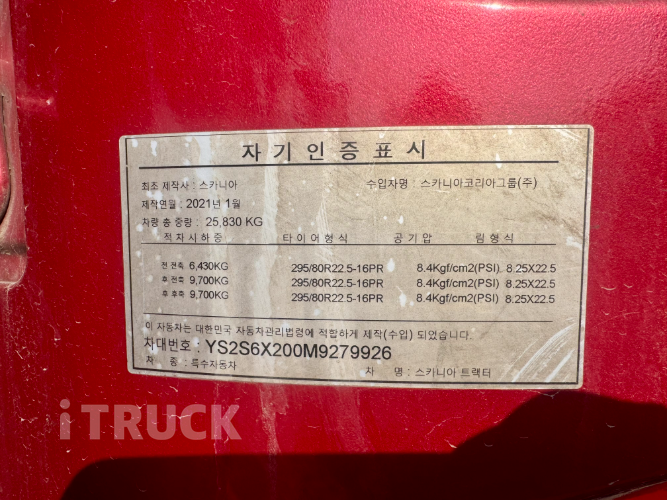 자기인증표시
최초 제작사 : 스카니아 수입자명 : 스카니아코리아그룹(주)
제작연월 : 2021년 1월
차량 총 중량 : 25,830 KG
적차시하중 타이어형식 공기압 림형식
전 전축 6,430KG 295/80R22.5-16PR 8.4Kgf/cm2(PSI) 8.25X22.5
후 전축 9,700KG 295/80R22.5-16PR 8.4Kgf/cm2(PSI) 8.25X22.5
후 후축 9,700KG 295/80R22.5-16PR 8.4Kgf/cm2(PSI) 8.25X22.5
이 자동차는 대한민국 자동차관리법령에 적합하게 제작(수입) 되었습니다.
차대번호 : YS2S6X200M9279926
차 종 : 특수자동차 차 명 : 스카니아 트랙터
iTRUCK